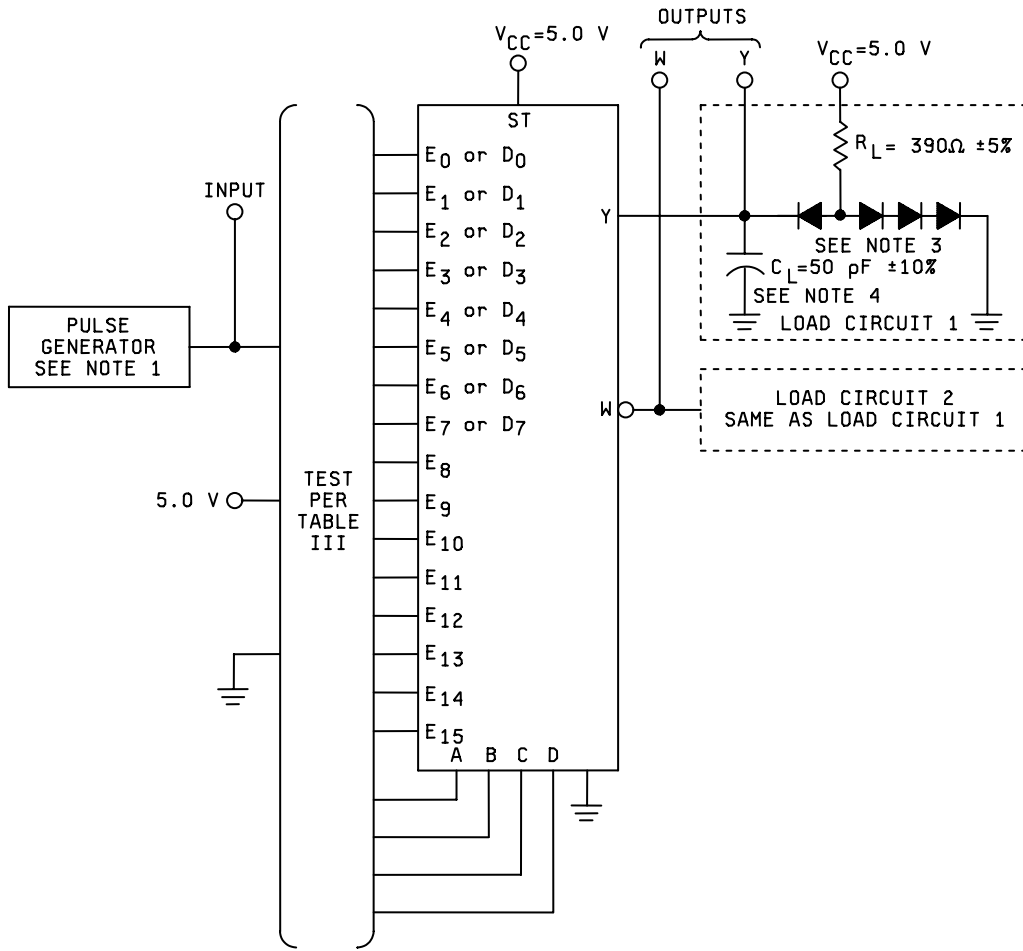 OUTPUTS
V_CC=5.0 V
W
Y
V_CC=5.0 V
ST
R_L= 390Ω ±5%
INPUT
E_0 or D_0
E_1 or D_1
E_2 or D_2
E_3 or D_3
E_4 or D_4
E_5 or D_5
E_6 or D_6
E_7 or D_7
E_8
E_9
E_10
E_11
E_12
E_13
E_14
E_15
Y
SEE NOTE 3
C_L=50 pF ±10%
SEE NOTE 4
LOAD CIRCUIT 1
PULSE
GENERATOR
SEE NOTE 1
W
LOAD CIRCUIT 2
SAME AS LOAD CIRCUIT 1
5.0 V
TEST
PER
TABLE
III
A B C D